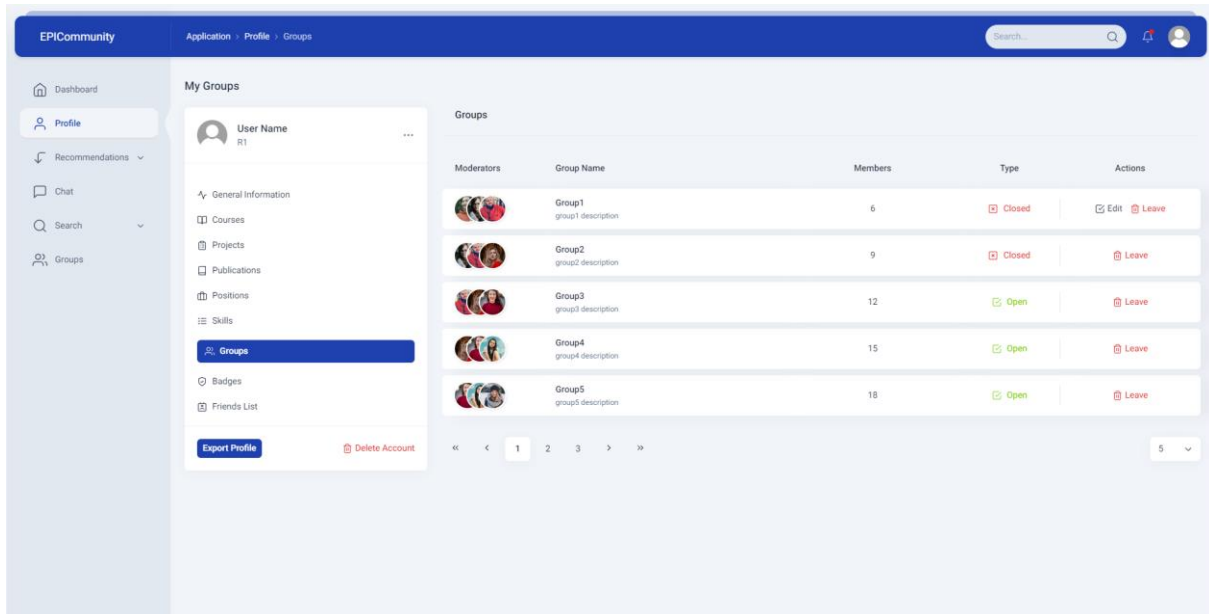 EPICommunity
Application > Profile > Groups
Search...
Dashboard
Profile
Recommendations
Chat
Search
Groups
My Groups
User Name
R1
...
General Information
Courses
Projects
Publications
Positions
Skills
Groups
Badges
Friends List
Export Profile Delete Account
Groups
Moderators Group Name Members Type Actions
Group1
group1 description
6 Closed Edit Leave
Group2
group2 description
9 Closed Leave
Group3
group3 description
12 Open Leave
Group4
group4 description
15 Open Leave
Group5
group5 description
18 Open Leave
« < 1 2 3 > »
5